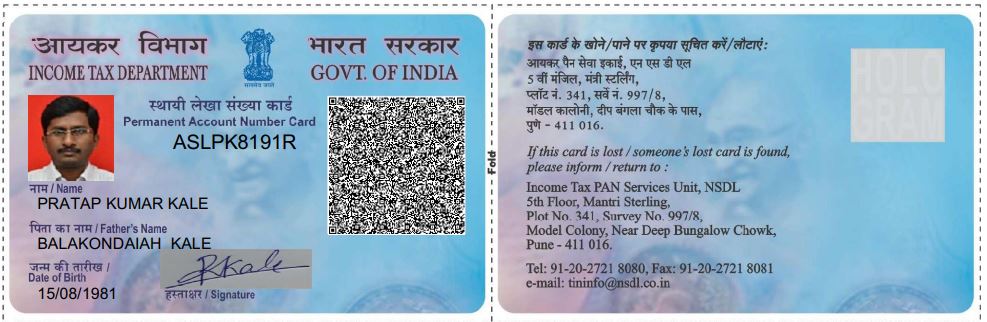 आयकर विभाग
INCOME TAX DEPARTMENT
सत्यमेव जयते
भारत सरकार
GOVT. OF INDIA
स्थायी लेखा संख्या कार्ड
Permanent Account Number Card
ASLPK8191R
नाम / Name
PRATAP KUMAR KALE
पिता का नाम / Father's Name
BALAKONDAIAH KALE
जन्म की तारीख /
Date of Birth
15/08/1981
R.Kale
हस्ताक्षर / Signature
Fold
इस कार्ड के खोने/पाने पर कृपया सूचित करें/लौटाएं:
आयकर पैन सेवा इकाई, एन एस डी एल
5 वीं मंजिल, मंत्री स्टर्लिंग,
प्लॉट नं. 341, सर्वे नं. 997/8,
मॉडल कालोनी, दीप बंगला चौक के पास,
पुणे - 411 016.
HOLO
GRAM
If this card is lost / someone's lost card is found,
please inform / return to :
Income Tax PAN Services Unit, NSDL
5th Floor, Mantri Sterling,
Plot No. 341, Survey No. 997/8,
Model Colony, Near Deep Bungalow Chowk,
Pune - 411 016.
Tel: 91-20-2721 8080, Fax: 91-20-2721 8081
e-mail: tininfo@nsdl.co.in